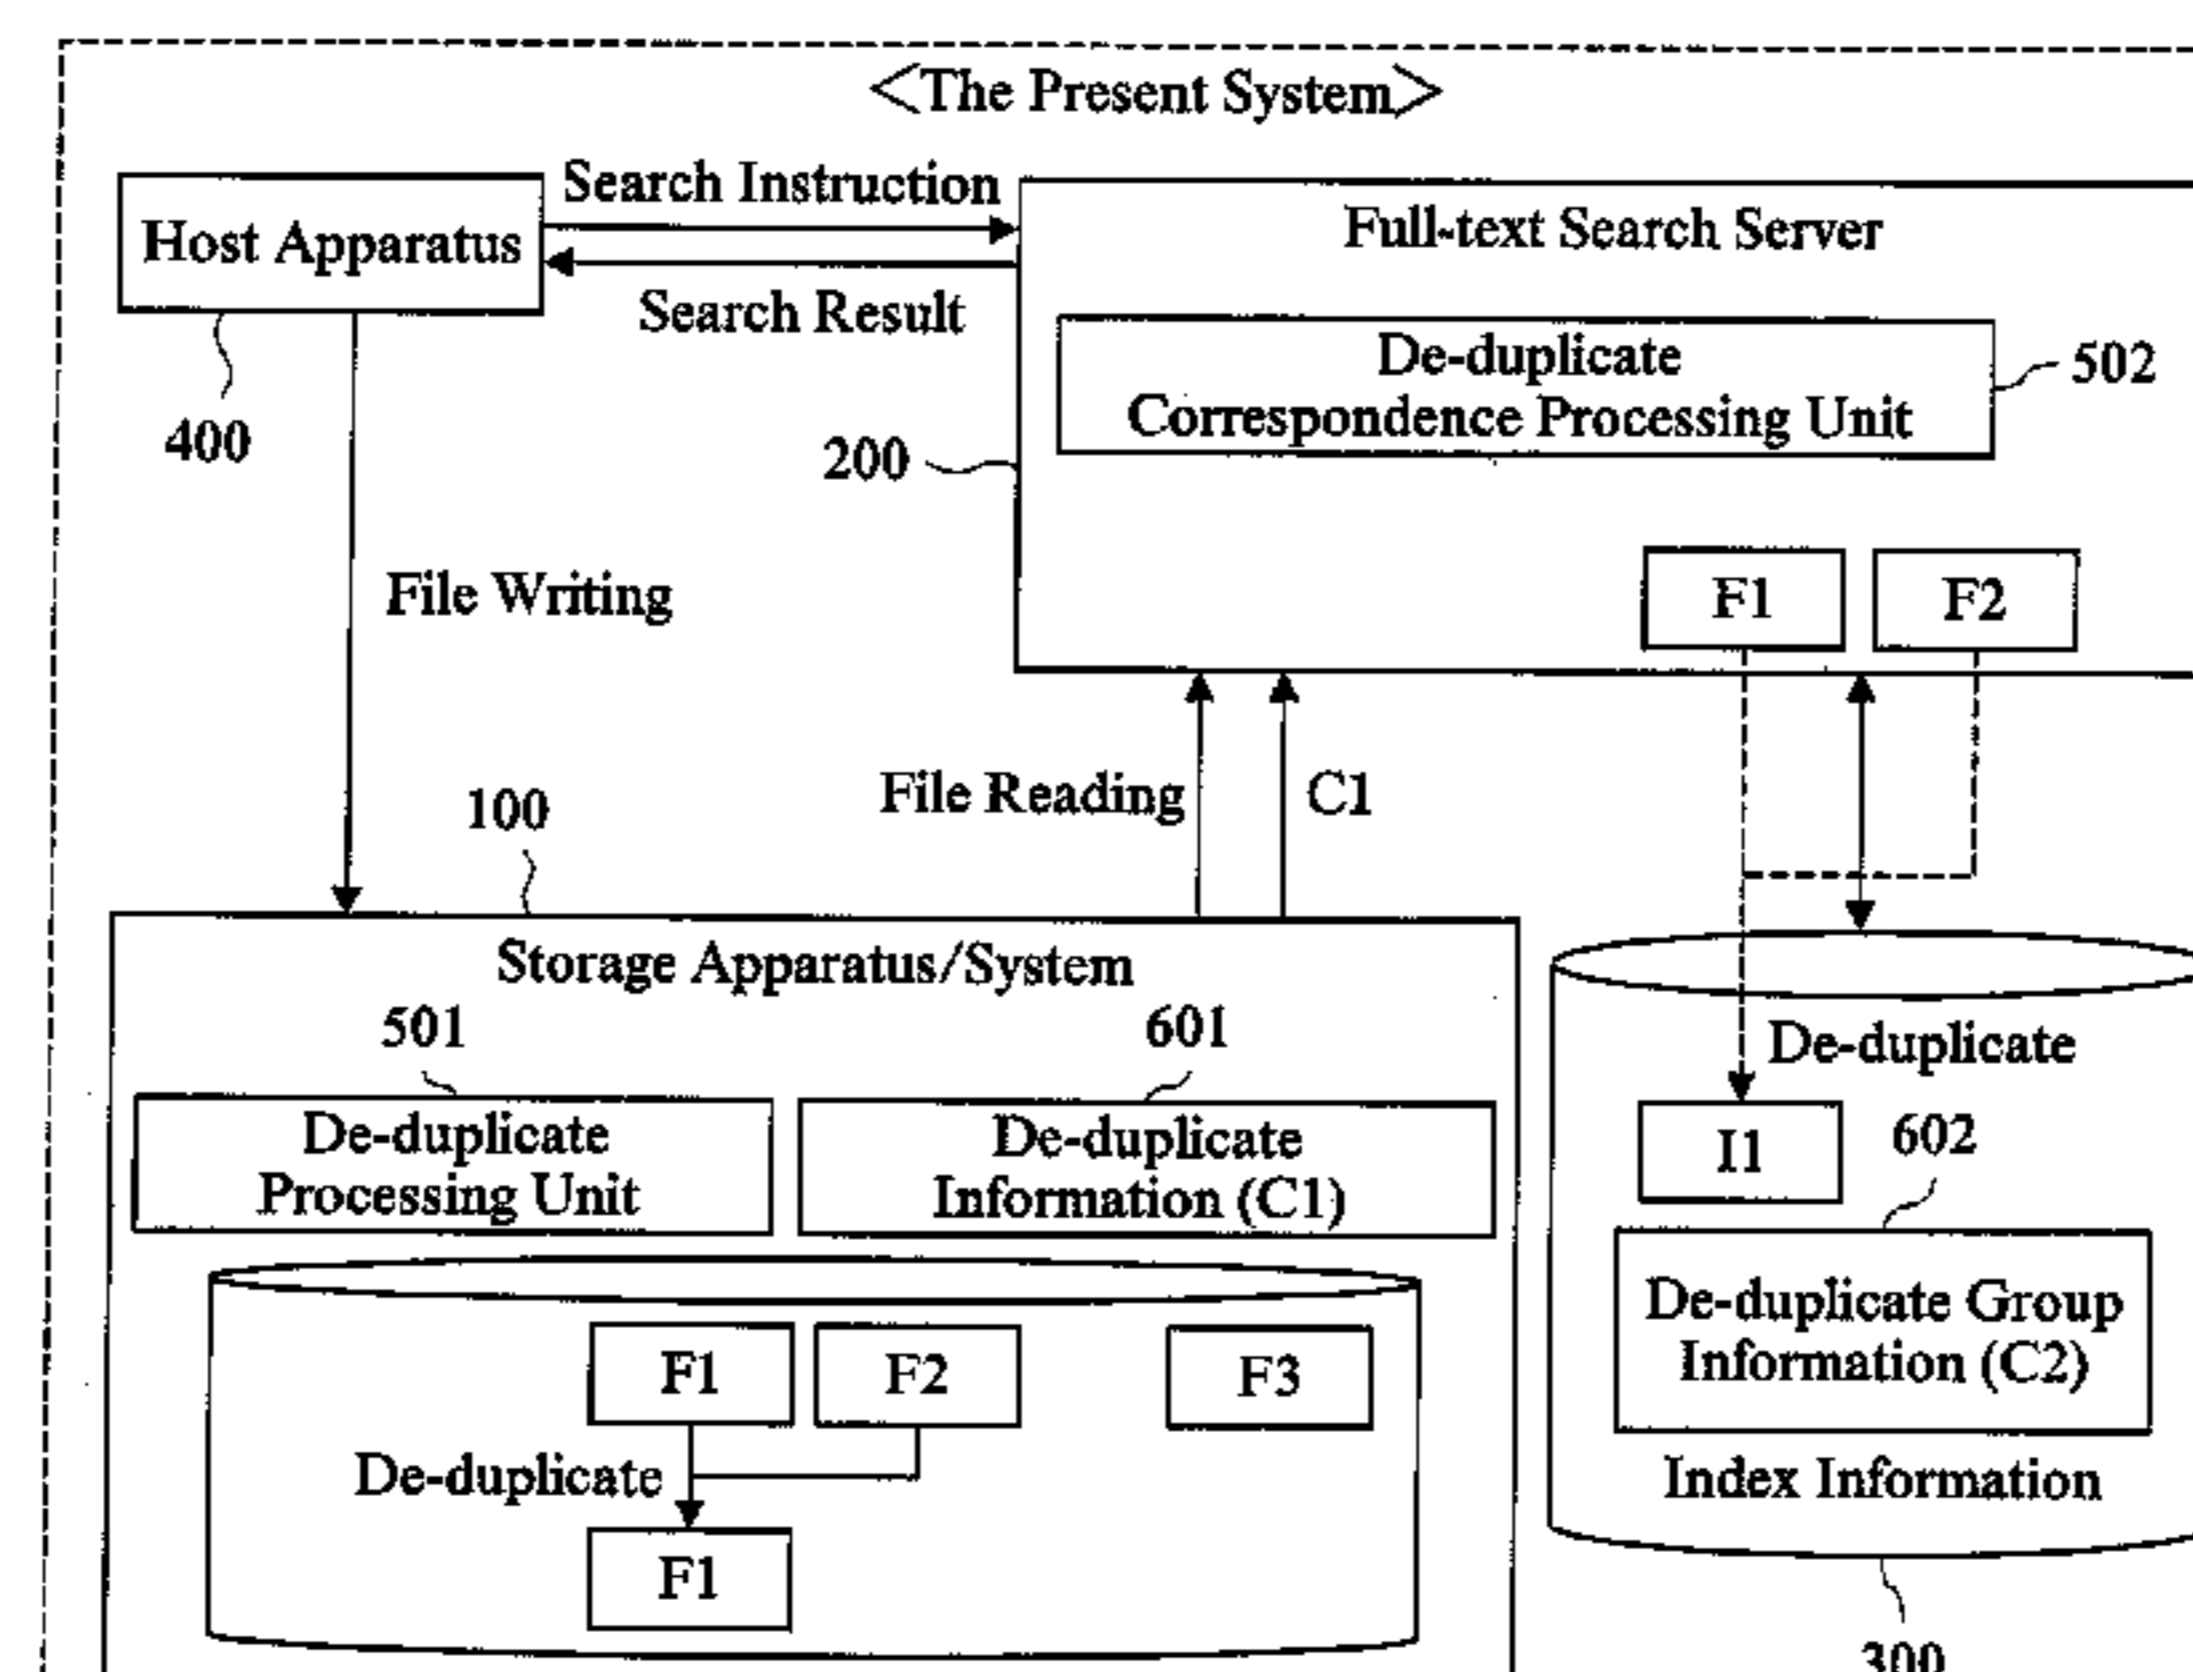 <The Present System>
Search Instruction
Host Apparatus
Search Result
400
Full-text Search Server
De-duplicate
Correspondence Processing Unit
502
200
F1
F2
File Writing
File Reading
C1
100
Storage Apparatus/System
501
601
De-duplicate
Processing Unit
De-duplicate
Information (C1)
F1
F2
F3
De-duplicate
F1
De-duplicate
I1
602
De-duplicate Group
Information (C2)
Index Information
300